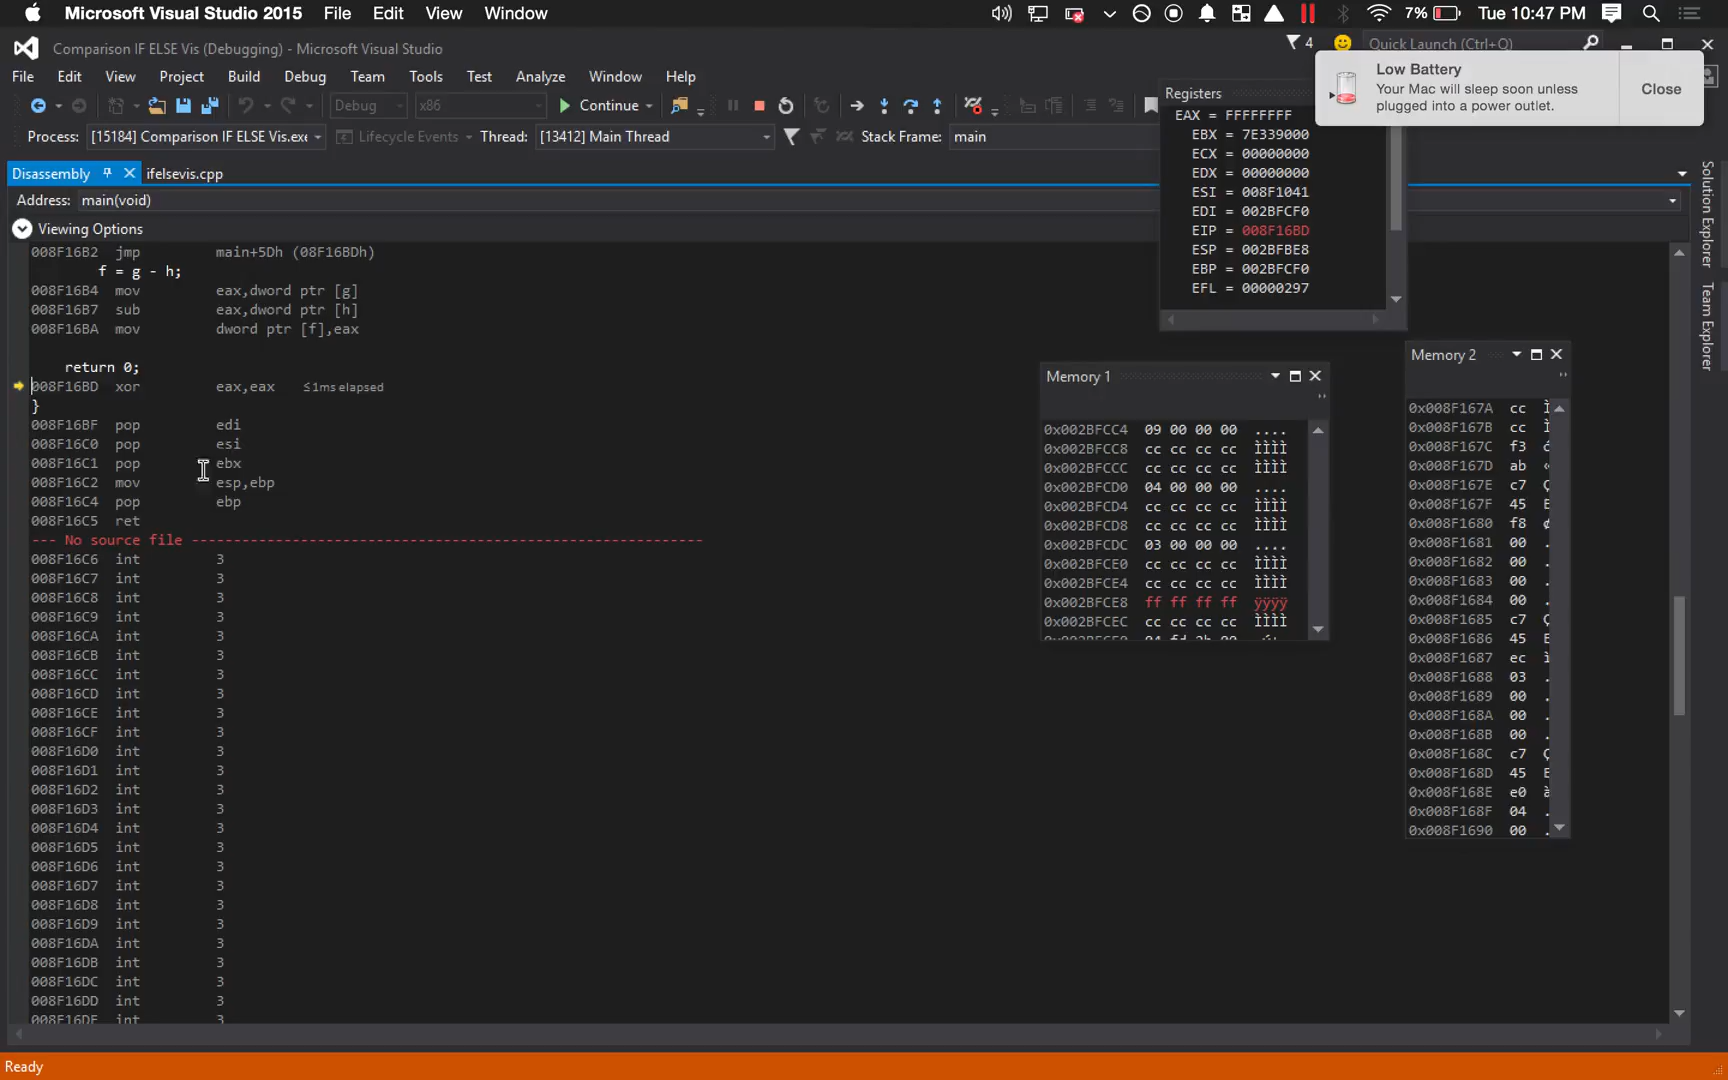 Microsoft Visual Studio 2015 File Edit View Window 7% Tue 10:47 PM
Comparison IF ELSE Vis (Debugging) - Microsoft Visual Studio 4 Quick Launch (Ctrl+Q)
File Edit View Project Build Debug Team Tools Test Analyze Window Help
Low Battery
Your Mac will sleep soon unless
plugged into a power outlet.
Close
Debug x86 Continue
Process: [15184] Comparison IF ELSE Vis.exe Lifecycle Events Thread: [13412] Main Thread Stack Frame: main
Disassembly ifelsevis.cpp
Address: main(void)
Viewing Options
008F16B2 jmp main+5Dh (08F16BDh)
f = g - h;
008F16B4 mov eax,dword ptr [g]
008F16B7 sub eax,dword ptr [h]
008F16BA mov dword ptr [f],eax
return 0;
008F16BD xor eax,eax ≤1ms elapsed
}
008F16BF pop edi
008F16C0 pop esi
008F16C1 pop ebx
008F16C2 mov esp,ebp
008F16C4 pop ebp
008F16C5 ret
--- No source file --------------------------------------------------------------
008F16C6 int 3
008F16C7 int 3
008F16C8 int 3
008F16C9 int 3
008F16CA int 3
008F16CB int 3
008F16CC int 3
008F16CD int 3
008F16CE int 3
008F16CF int 3
008F16D0 int 3
008F16D1 int 3
008F16D2 int 3
008F16D3 int 3
008F16D4 int 3
008F16D5 int 3
008F16D6 int 3
008F16D7 int 3
008F16D8 int 3
008F16D9 int 3
008F16DA int 3
008F16DB int 3
008F16DC int 3
008F16DD int 3
008F16DE int 3
Registers
EAX = FFFFFFFF
EBX = 7E339000
ECX = 00000000
EDX = 00000000
ESI = 008F1041
EDI = 002BFCF0
EIP = 008F16BD
ESP = 002BFBE8
EBP = 002BFCF0
EFL = 00000297
Memory 1
0x002BFCC4 09 00 00 00 ....
0x002BFCC8 cc cc cc cc ÌÌÌÌ
0x002BFCCC cc cc cc cc ÌÌÌÌ
0x002BFCD0 04 00 00 00 ....
0x002BFCD4 cc cc cc cc ÌÌÌÌ
0x002BFCD8 cc cc cc cc ÌÌÌÌ
0x002BFCDC 03 00 00 00 ....
0x002BFCE0 cc cc cc cc ÌÌÌÌ
0x002BFCE4 cc cc cc cc ÌÌÌÌ
0x002BFCE8 ff ff ff ff ÿÿÿÿ
0x002BFCEC cc cc cc cc ÌÌÌÌ
Memory 2
0x008F167A cc Ì
0x008F167B cc Ì
0x008F167C f3 ó
0x008F167D ab «
0x008F167E c7 Ç
0x008F167F 45 E
0x008F1680 f8 ø
0x008F1681 00 .
0x008F1682 00 .
0x008F1683 00 .
0x008F1684 00 .
0x008F1685 c7 Ç
0x008F1686 45 E
0x008F1687 ec ì
0x008F1688 03 .
0x008F1689 00 .
0x008F168A 00 .
0x008F168B 00 .
0x008F168C c7 Ç
0x008F168D 45 E
0x008F168E e0 à
0x008F168F 04 .
0x008F1690 00 .
Solution Explorer
Team Explorer
Ready